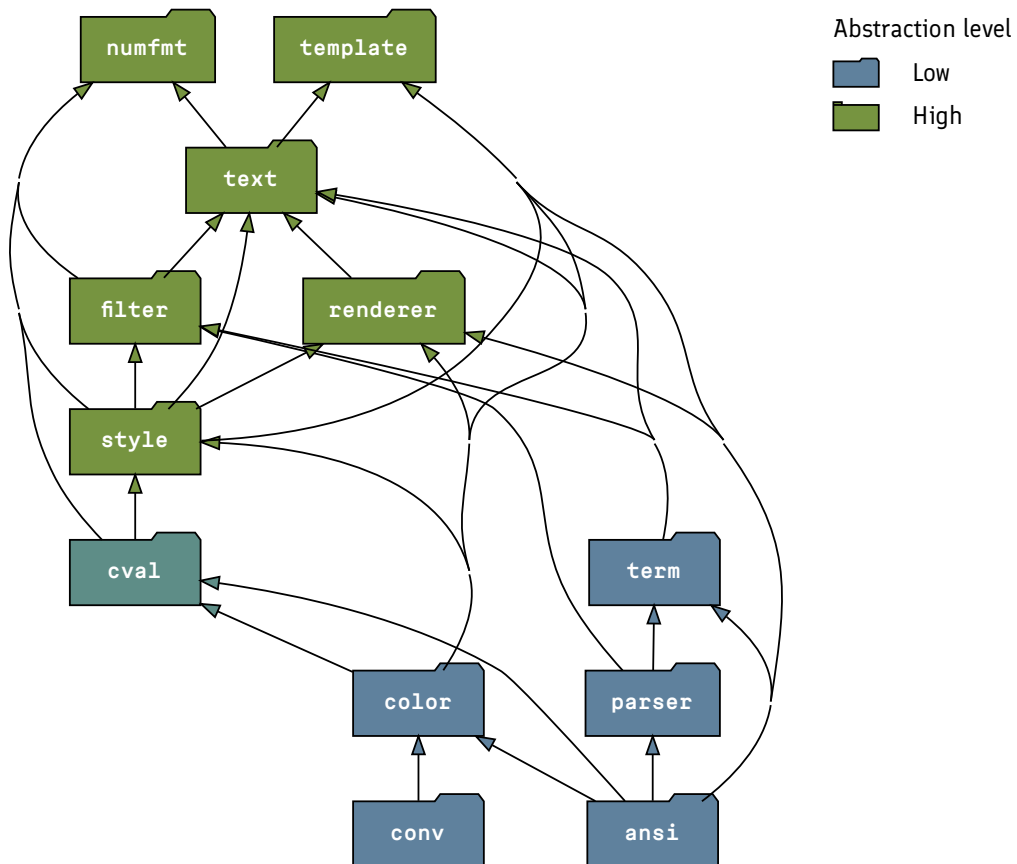 numfmt
template
Abstraction level
Low
High
text
filter
renderer
style
cval
term
color
parser
conv
ansi